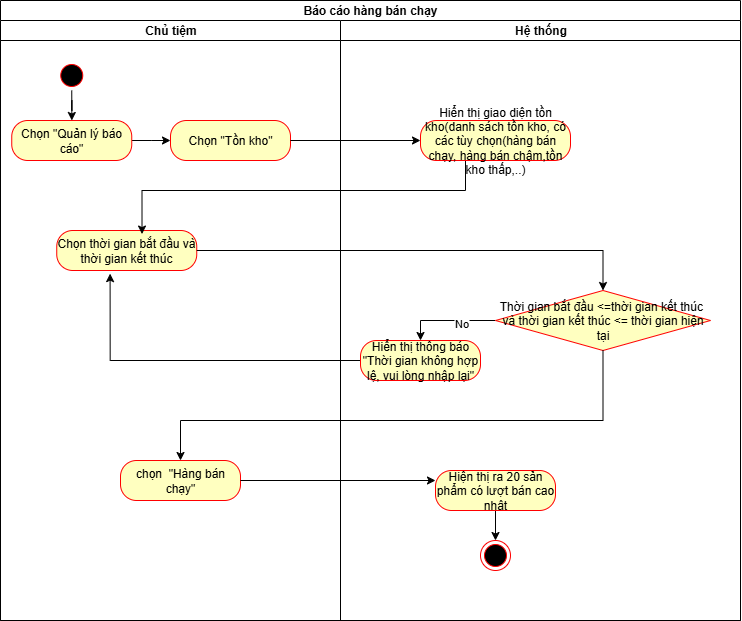 Báo cáo hàng bán chạy
Chủ tiệm
Hệ thống
Chọn "Quản lý báo
cáo"
Chọn "Tồn kho"
Hiển thị giao diện tồn
kho(danh sách tồn kho, có
các tùy chọn(hàng bán
chạy, hàng bán chậm,tồn
kho thấp,..)
Chọn thời gian bắt đầu và
thời gian kết thúc
Thời gian bắt đầu <=thời gian kết thúc
và thời gian kết thúc <= thời gian hiện
tại
No
Hiển thị thông báo
"Thời gian không hợp
lệ, vui lòng nhập lại"
chọn  "Hàng bán
chạy"
Hiện thị ra 20 sản
phẩm có lượt bán cao
nhất